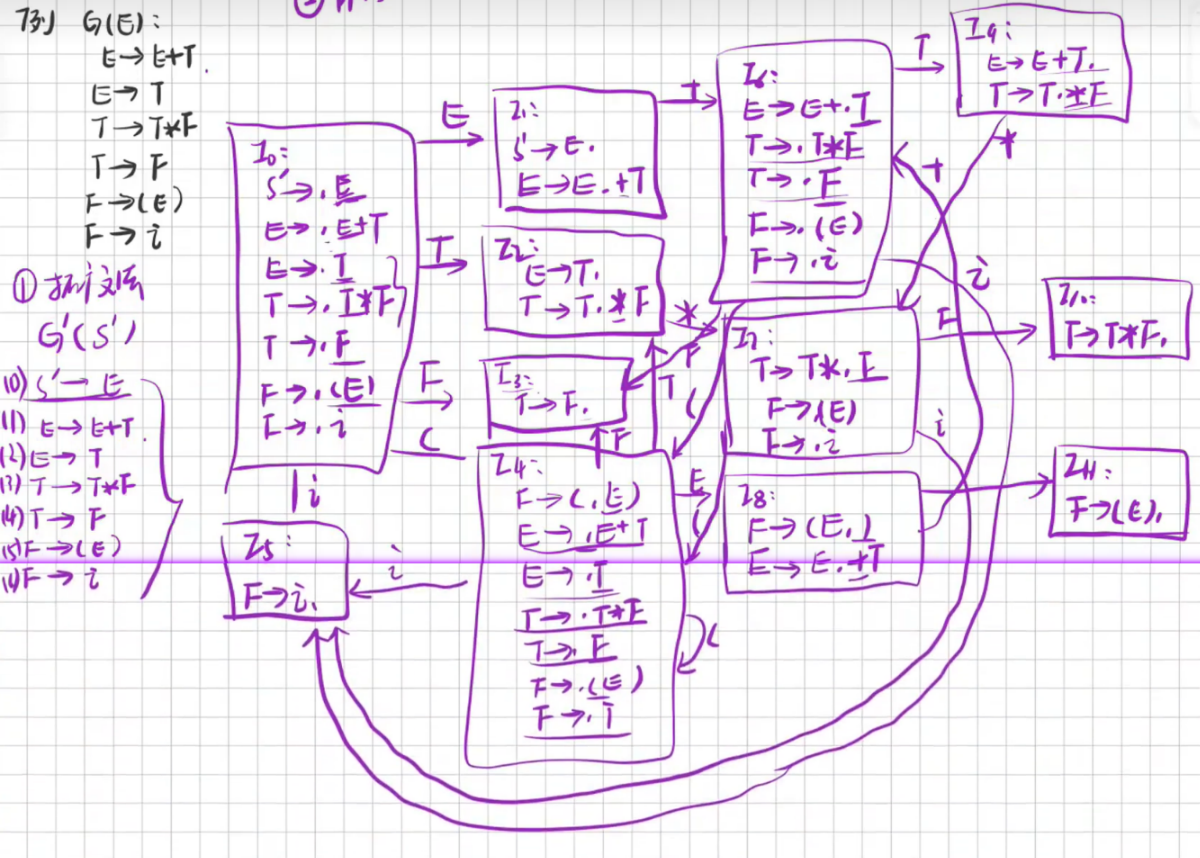 例 G(E):
E→E+T
E→T
T→T*F
T→F
F→(E)
F→i
① 拓广文法
G'(S')
(0) S'→E
(1) E→E+T
(2) E→T
(3) T→T*F
(4) T→F
(5) F→(E)
F→i
I0:
S'→.E
E→.E+T
E→.T
T→.T*F
T→.F
F→.(E)
F→.i
E
T
F
(
i
I1:
S'→E.
E→E.+T
+
I2:
E→T.
T→T.*F
*
I3:
T→F.
F
T
I4:
F→(.E)
E→.E+T
E→.T
T→.T*F
T→.F
F→.(E)
F→.i
E
(
i
I5:
F→i.
I6:
E→E+.T
T→.T*F
T→.F
F→.(E)
F→.i
T
F
(
i
I7:
T→T*.F
F→.(E)
F→.i
F
(
i
I8:
F→(E.)
E→E.+T
+
I9:
E→E+T.
T→T.*F
*
I10:
T→T*F.
I11:
F→(E).